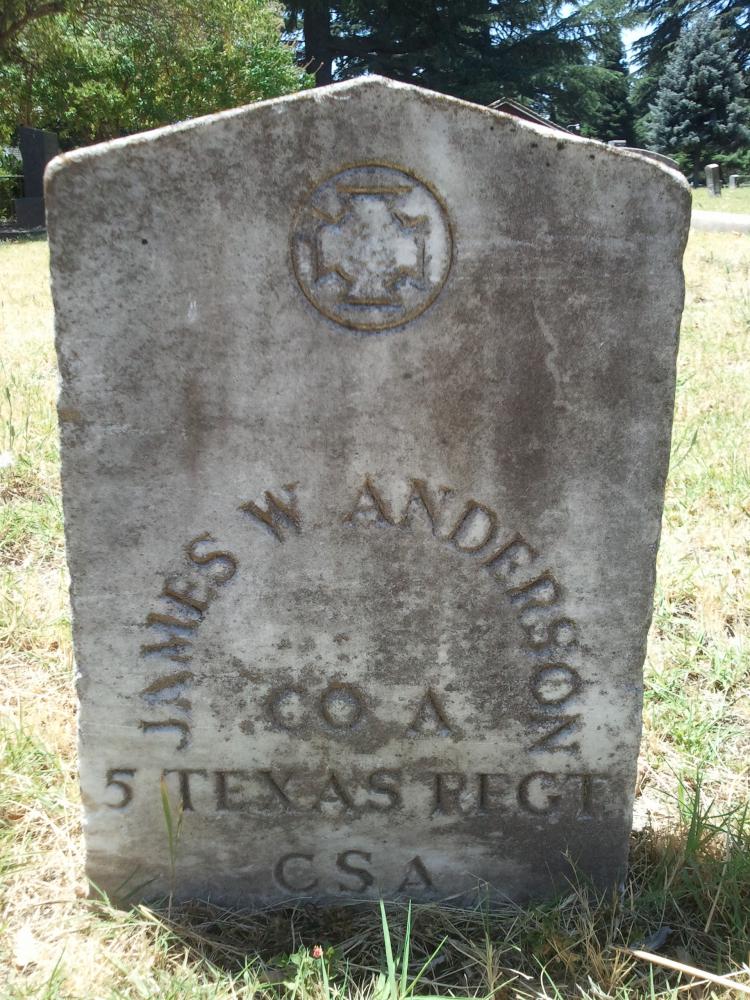 JAMES W ANDERSON
CO A
5 TEXAS REGT.
CSA